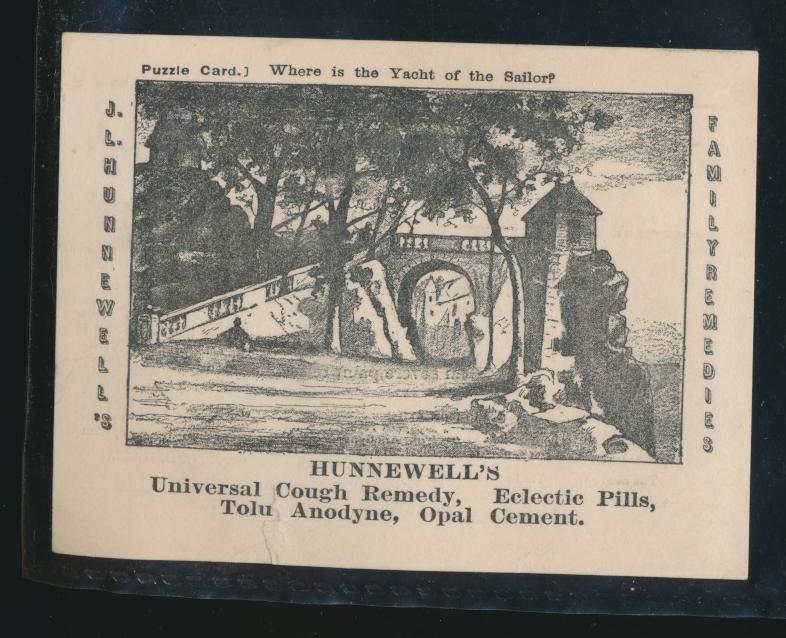 Puzzle Card.] Where is the Yacht of the Sailor?
J. L. HUNNEWELL'S
FAMILY REMEDIES
HUNNEWELL'S
Universal Cough Remedy, Eclectic Pills,
Tolu Anodyne, Opal Cement.